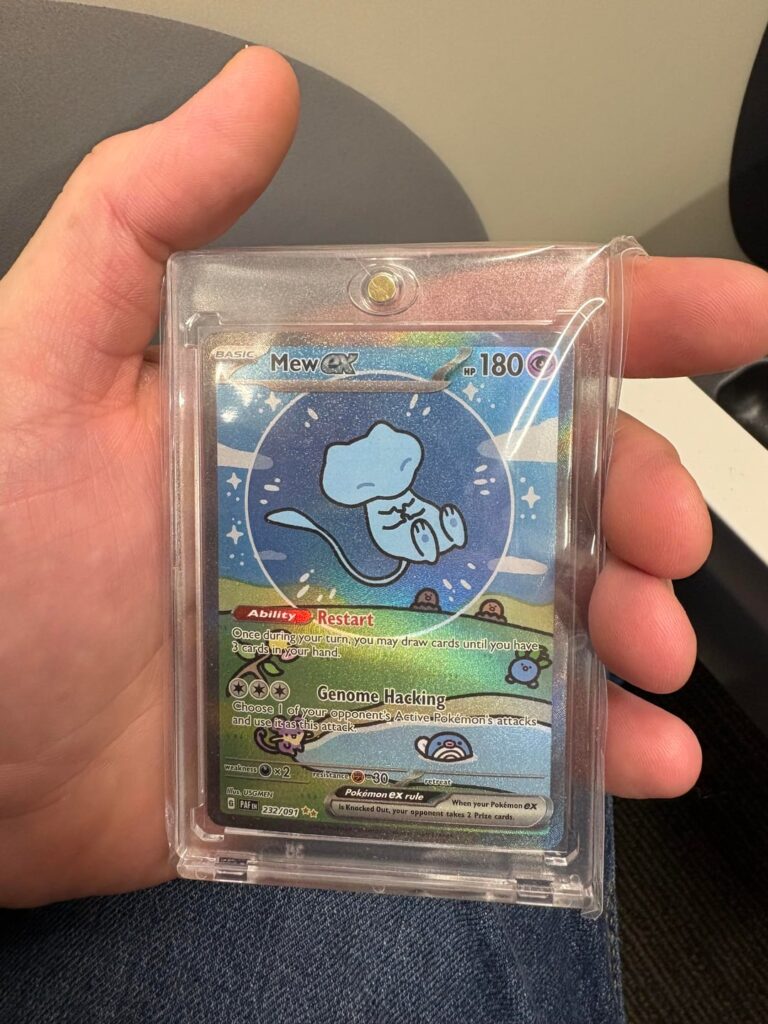 BASIC Mew ex HP 180
Ability Restart
Once during your turn, you may draw cards until you have
3 cards in your hand.
Genome Hacking
Choose 1 of your opponent's Active Pokémon's attacks
and use it as this attack.
weakness ×2 resistance -30 retreat
Illus. USGMEN
Pokémon ex rule
When your Pokémon ex
is Knocked Out, your opponent takes 2 Prize cards.
G PAF EN 232/091